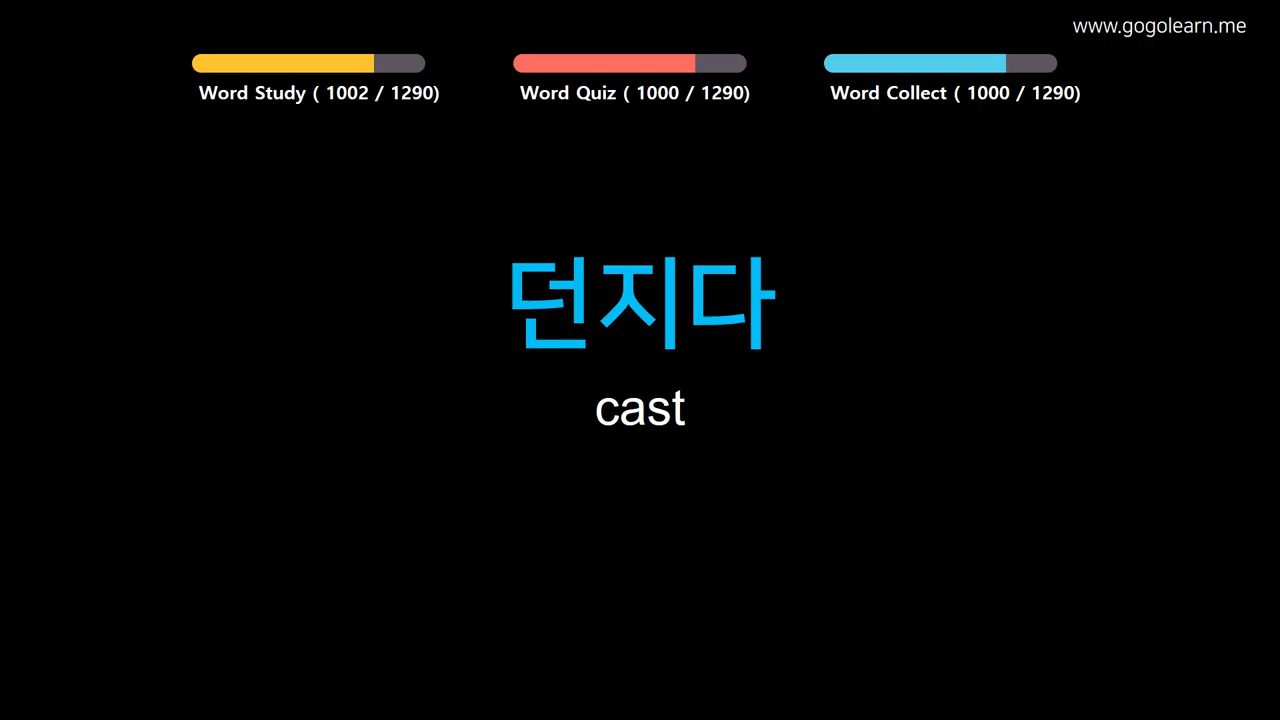 www.gogolearn.me
Word Study ( 1002 / 1290)
Word Quiz ( 1000 / 1290)
Word Collect ( 1000 / 1290)
던지다
cast